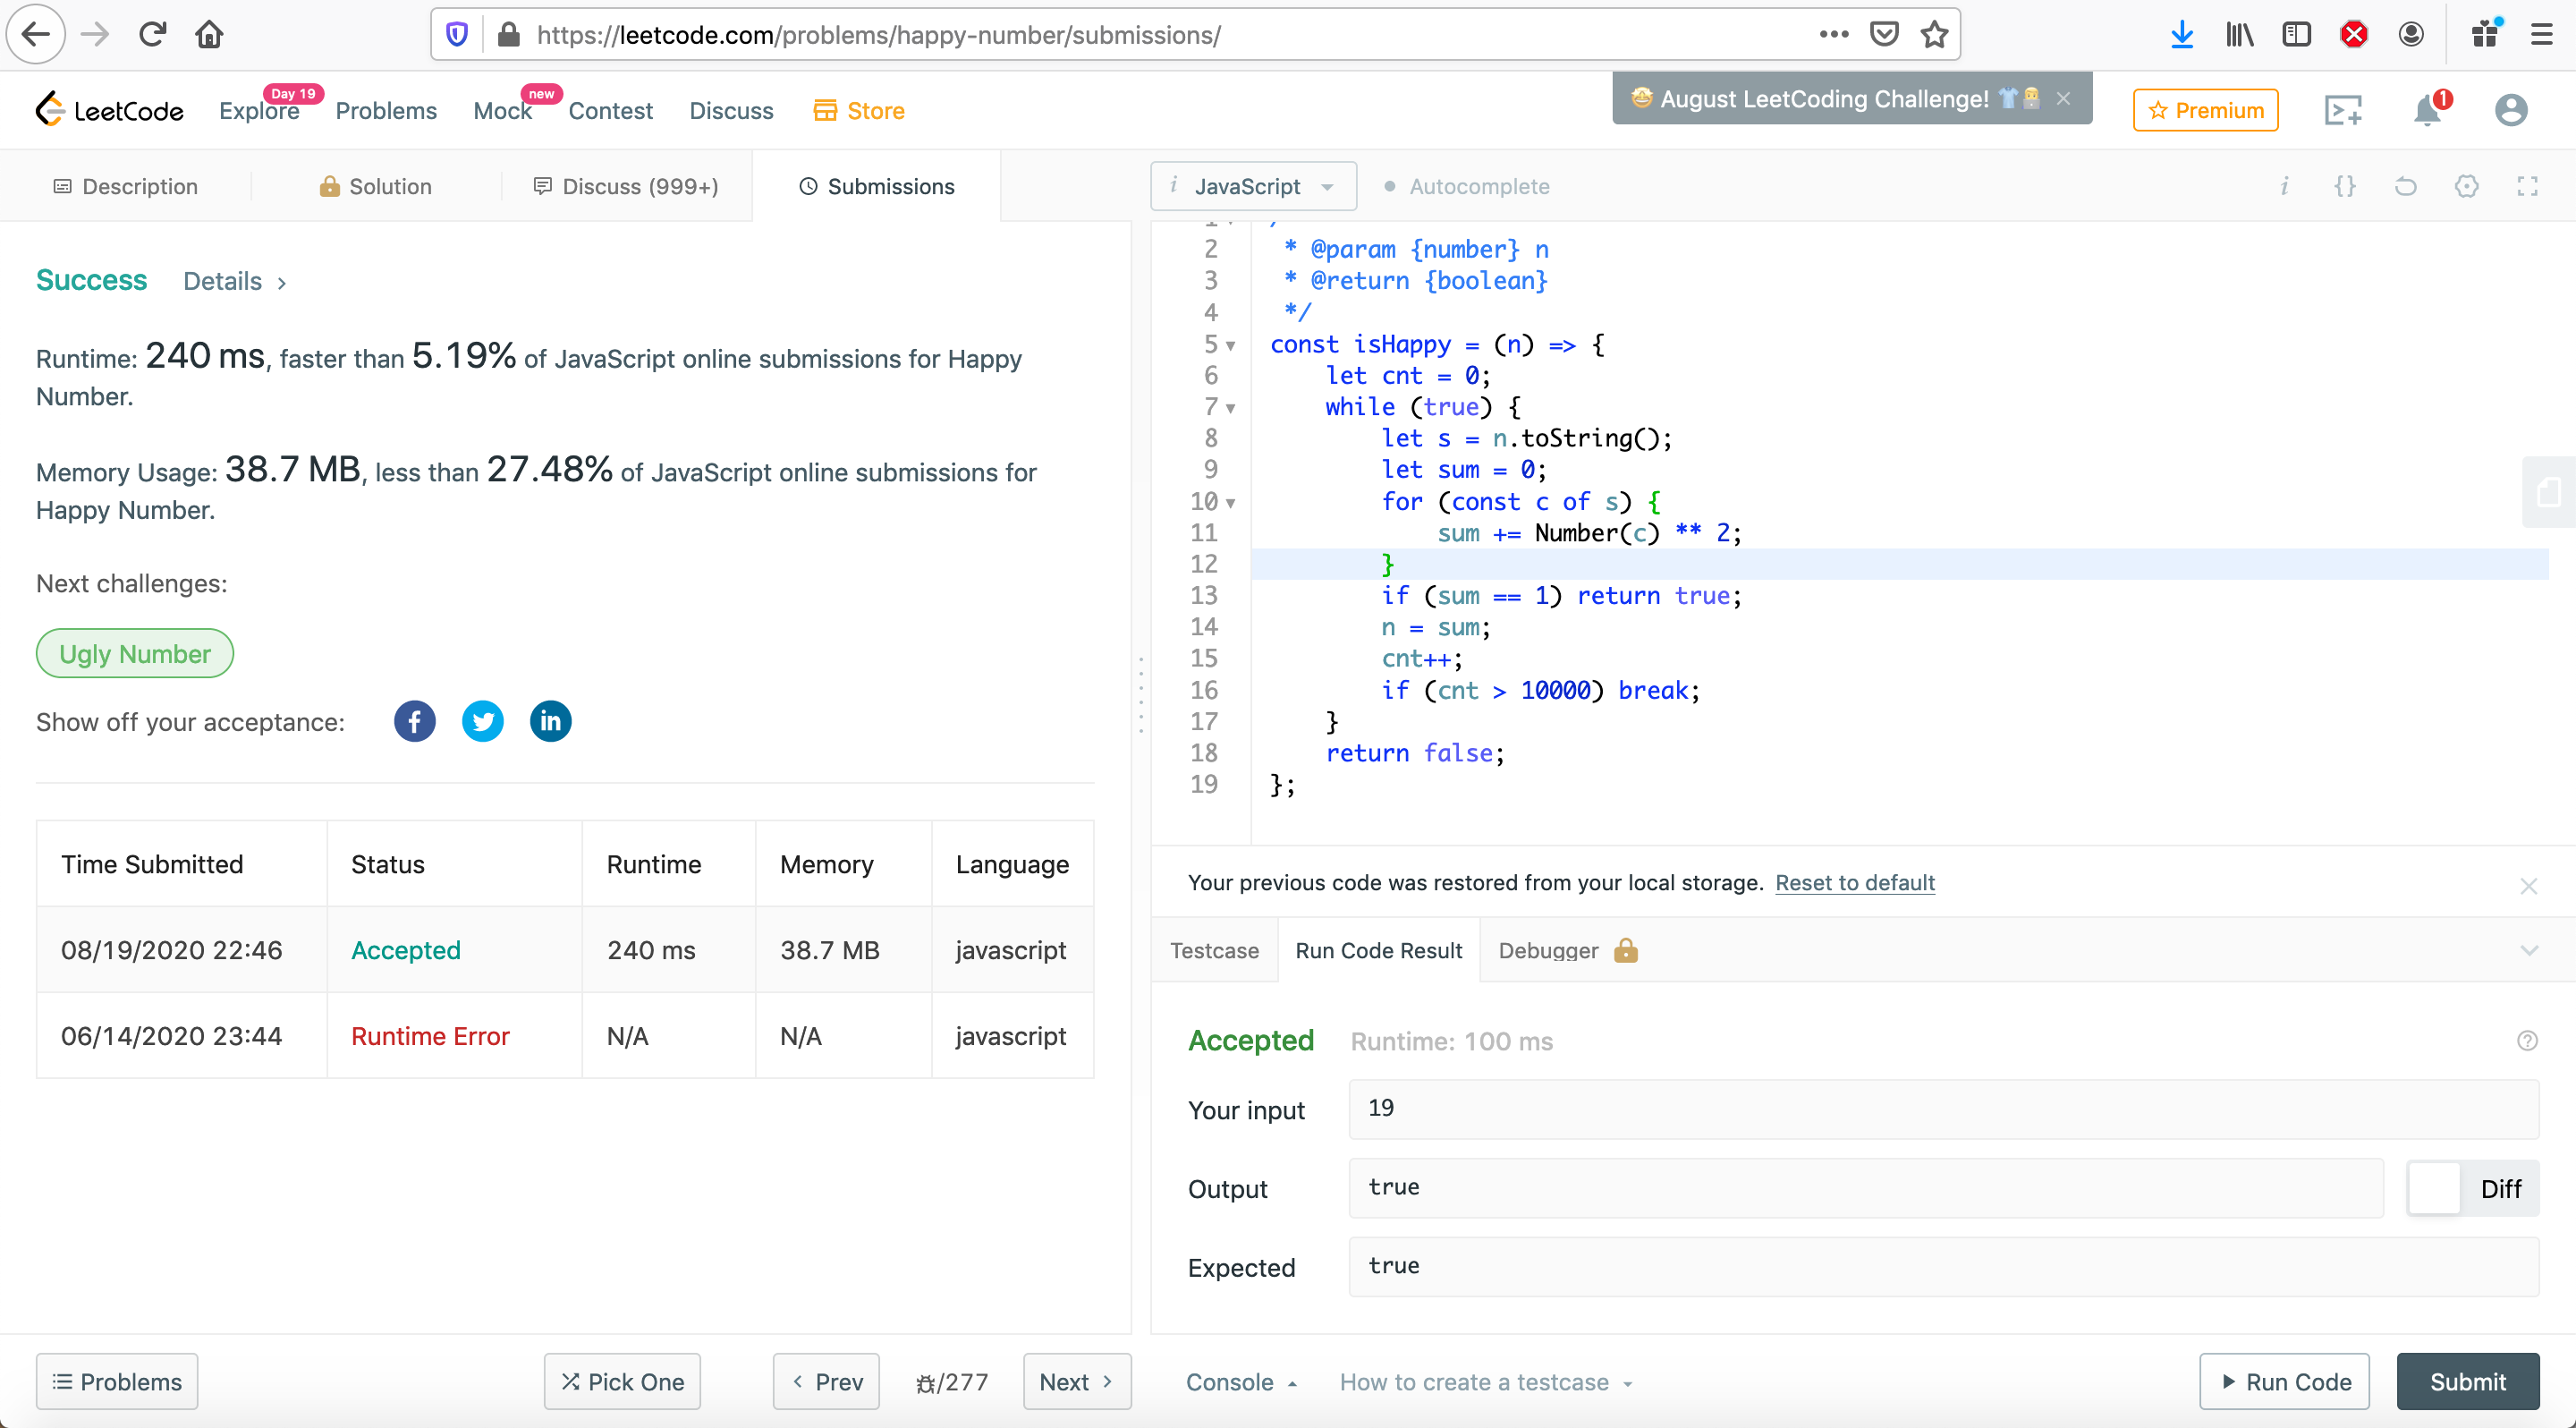 https://leetcode.com/problems/happy-number/submissions/
LeetCode
Explore
Day 19
Problems
Mock
new
Contest
Discuss
Store
🤩 August LeetCoding Challenge! 👕
Premium
1
Description
Solution
Discuss (999+)
Submissions
i JavaScript
Autocomplete
i {}
Success Details >
Runtime: 240 ms, faster than 5.19% of JavaScript online submissions for Happy
Number.
Memory Usage: 38.7 MB, less than 27.48% of JavaScript online submissions for
Happy Number.
Next challenges:
Ugly Number
Show off your acceptance:
f
in
Time Submitted Status Runtime Memory Language
08/19/2020 22:46 Accepted 240 ms 38.7 MB javascript
06/14/2020 23:44 Runtime Error N/A N/A javascript
2 * @param {number} n
3 * @return {boolean}
4 */
5 const isHappy = (n) => {
6 let cnt = 0;
7 while (true) {
8 let s = n.toString();
9 let sum = 0;
10 for (const c of s) {
11 sum += Number(c) ** 2;
12 }
13 if (sum == 1) return true;
14 n = sum;
15 cnt++;
16 if (cnt > 10000) break;
17 }
18 return false;
19 };
Your previous code was restored from your local storage. Reset to default
Testcase
Run Code Result
Debugger
Accepted Runtime: 100 ms
Your input 19
Output true
Diff
Expected true
Problems
Pick One
< Prev
/277
Next >
Console
How to create a testcase
Run Code
Submit